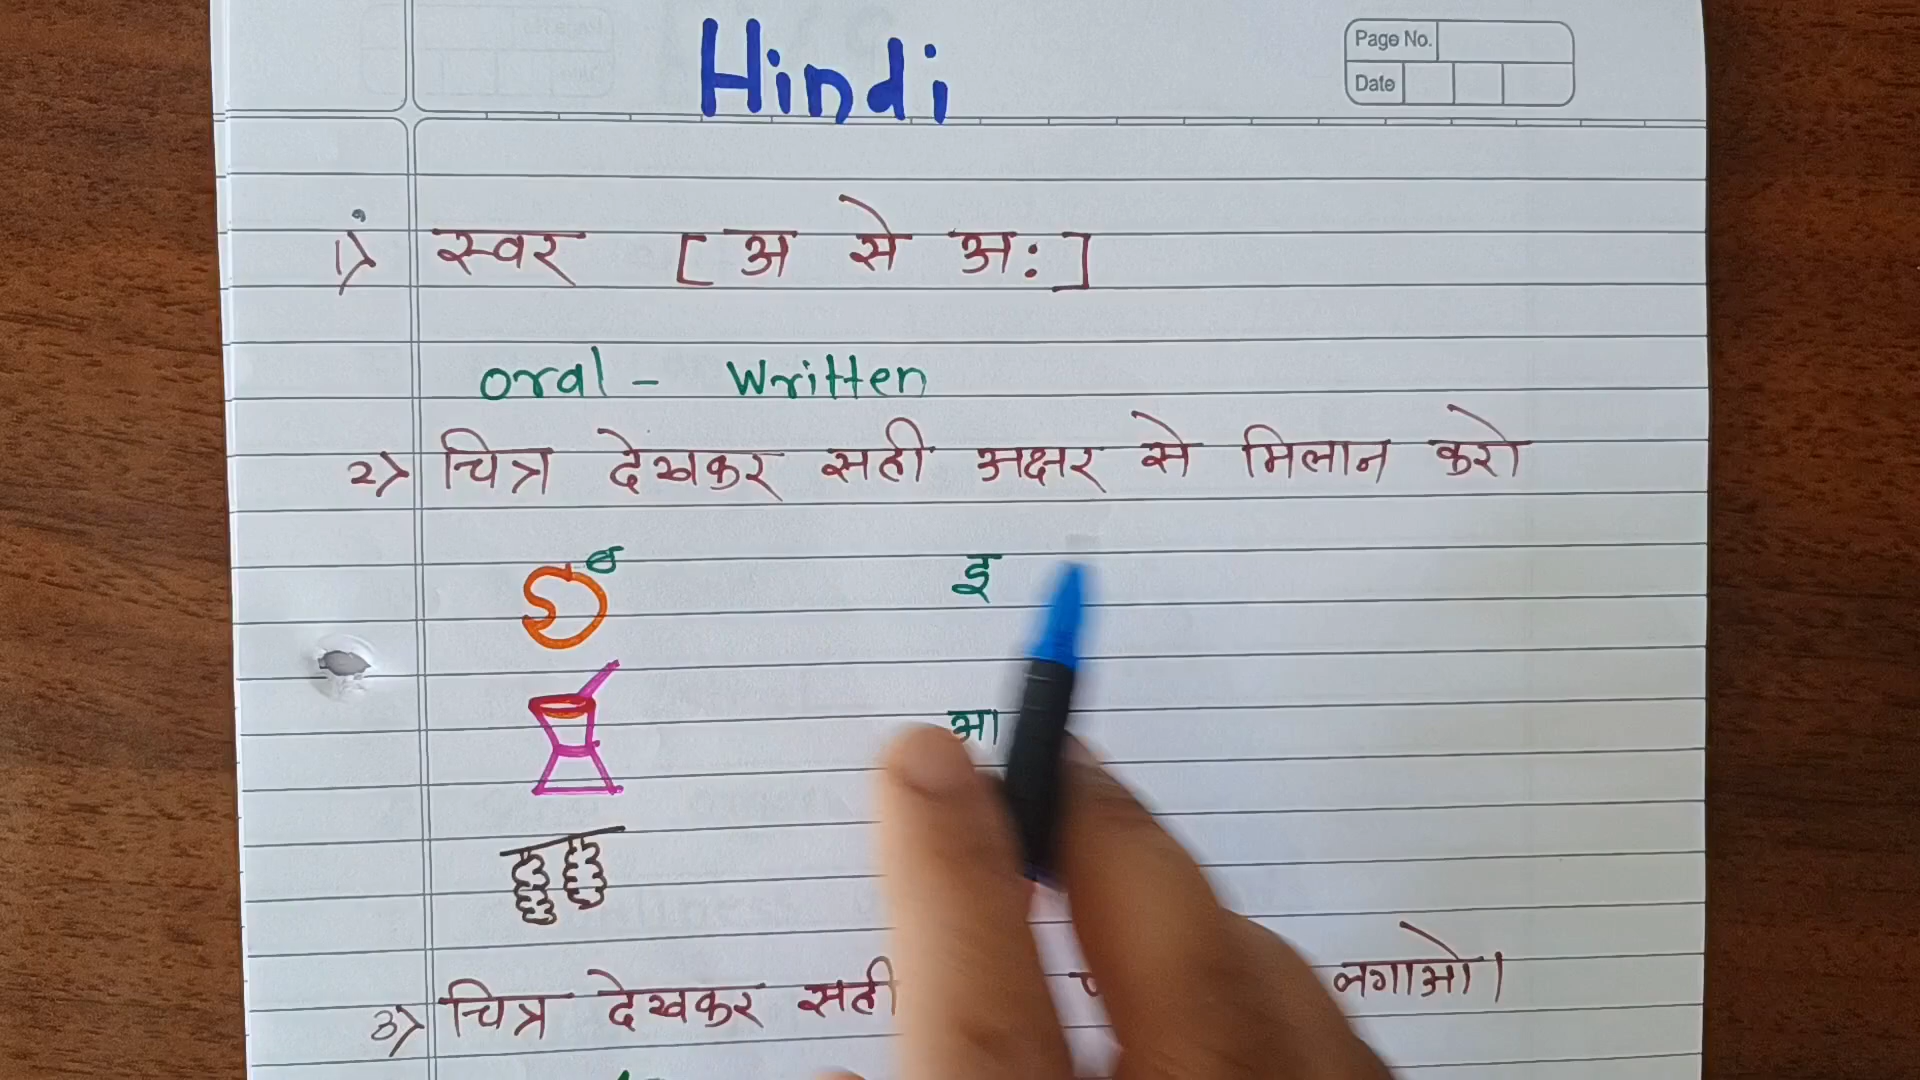 Hindi
Page No.
Date
1) स्वर [ अ से अः ]
oral - Written
2) चित्र देखकर सही अक्षर से मिलान करो
इ
आ
3) चित्र देखकर सही लगाओ।